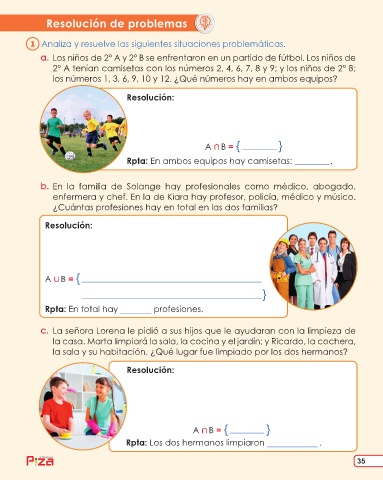 Resolución de problemas
1 Analiza y resuelve las siguientes situaciones problemáticas.
a. Los niños de 2° A y 2° B se enfrentaron en un partido de fútbol. Los niños de
2° A tenían camisetas con los números 2, 4, 6, 7, 8 y 9; y los niños de 2° B;
los números 1, 3, 6, 9, 10 y 12. ¿Qué números hay en ambos equipos?
Resolución:
A ∩ B = { ________ }
Rpta: En ambos equipos hay camisetas: ________.
b. En la familia de Solange hay profesionales como médico, abogado,
enfermera y chef. En la de Kiara hay profesor, policía, médico y músico.
¿Cuántas profesiones hay en total en las dos familias?
Resolución:
A ∪ B = { ________________________________
________________________________ }
Rpta: En total hay _______ profesiones.
c. La señora Lorena le pidió a sus hijos que le ayudaran con la limpieza de
la casa. Marta limpiará la sala, la cocina y el jardín; y Ricardo, la cochera,
la sala y su habitación. ¿Qué lugar fue limpiado por los dos hermanos?
Resolución:
A ∩ B = { ________ }
Rpta: Los dos hermanos limpiaron ___________ .
P'za
35